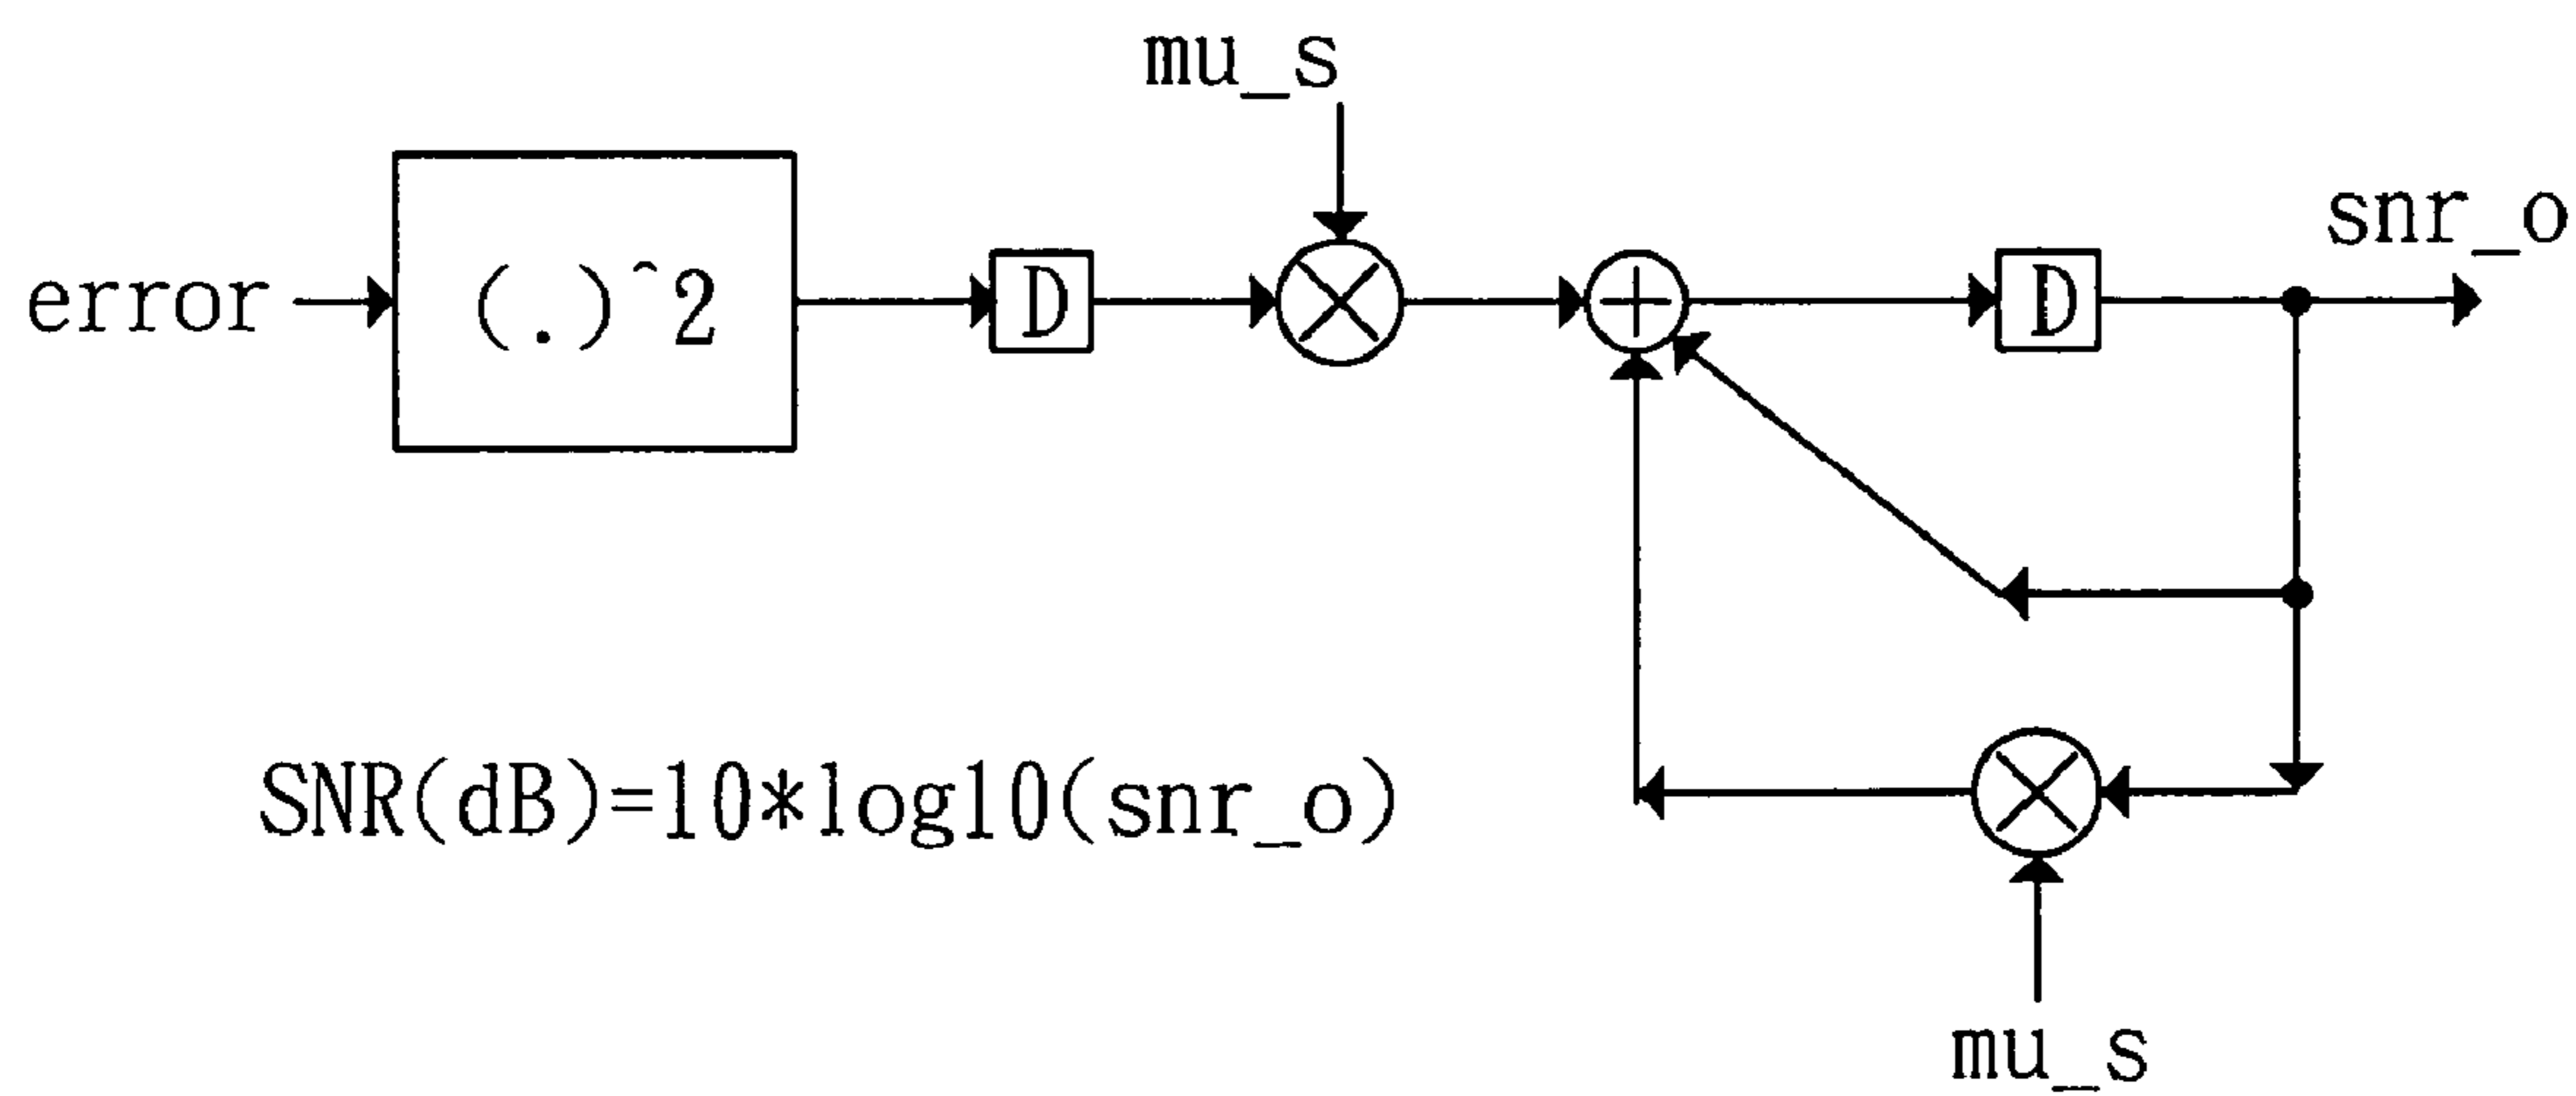 mu_s
snr_o
error
(.)^2
D
D
SNR(dB)=10*log10(snr_o)
mu_s